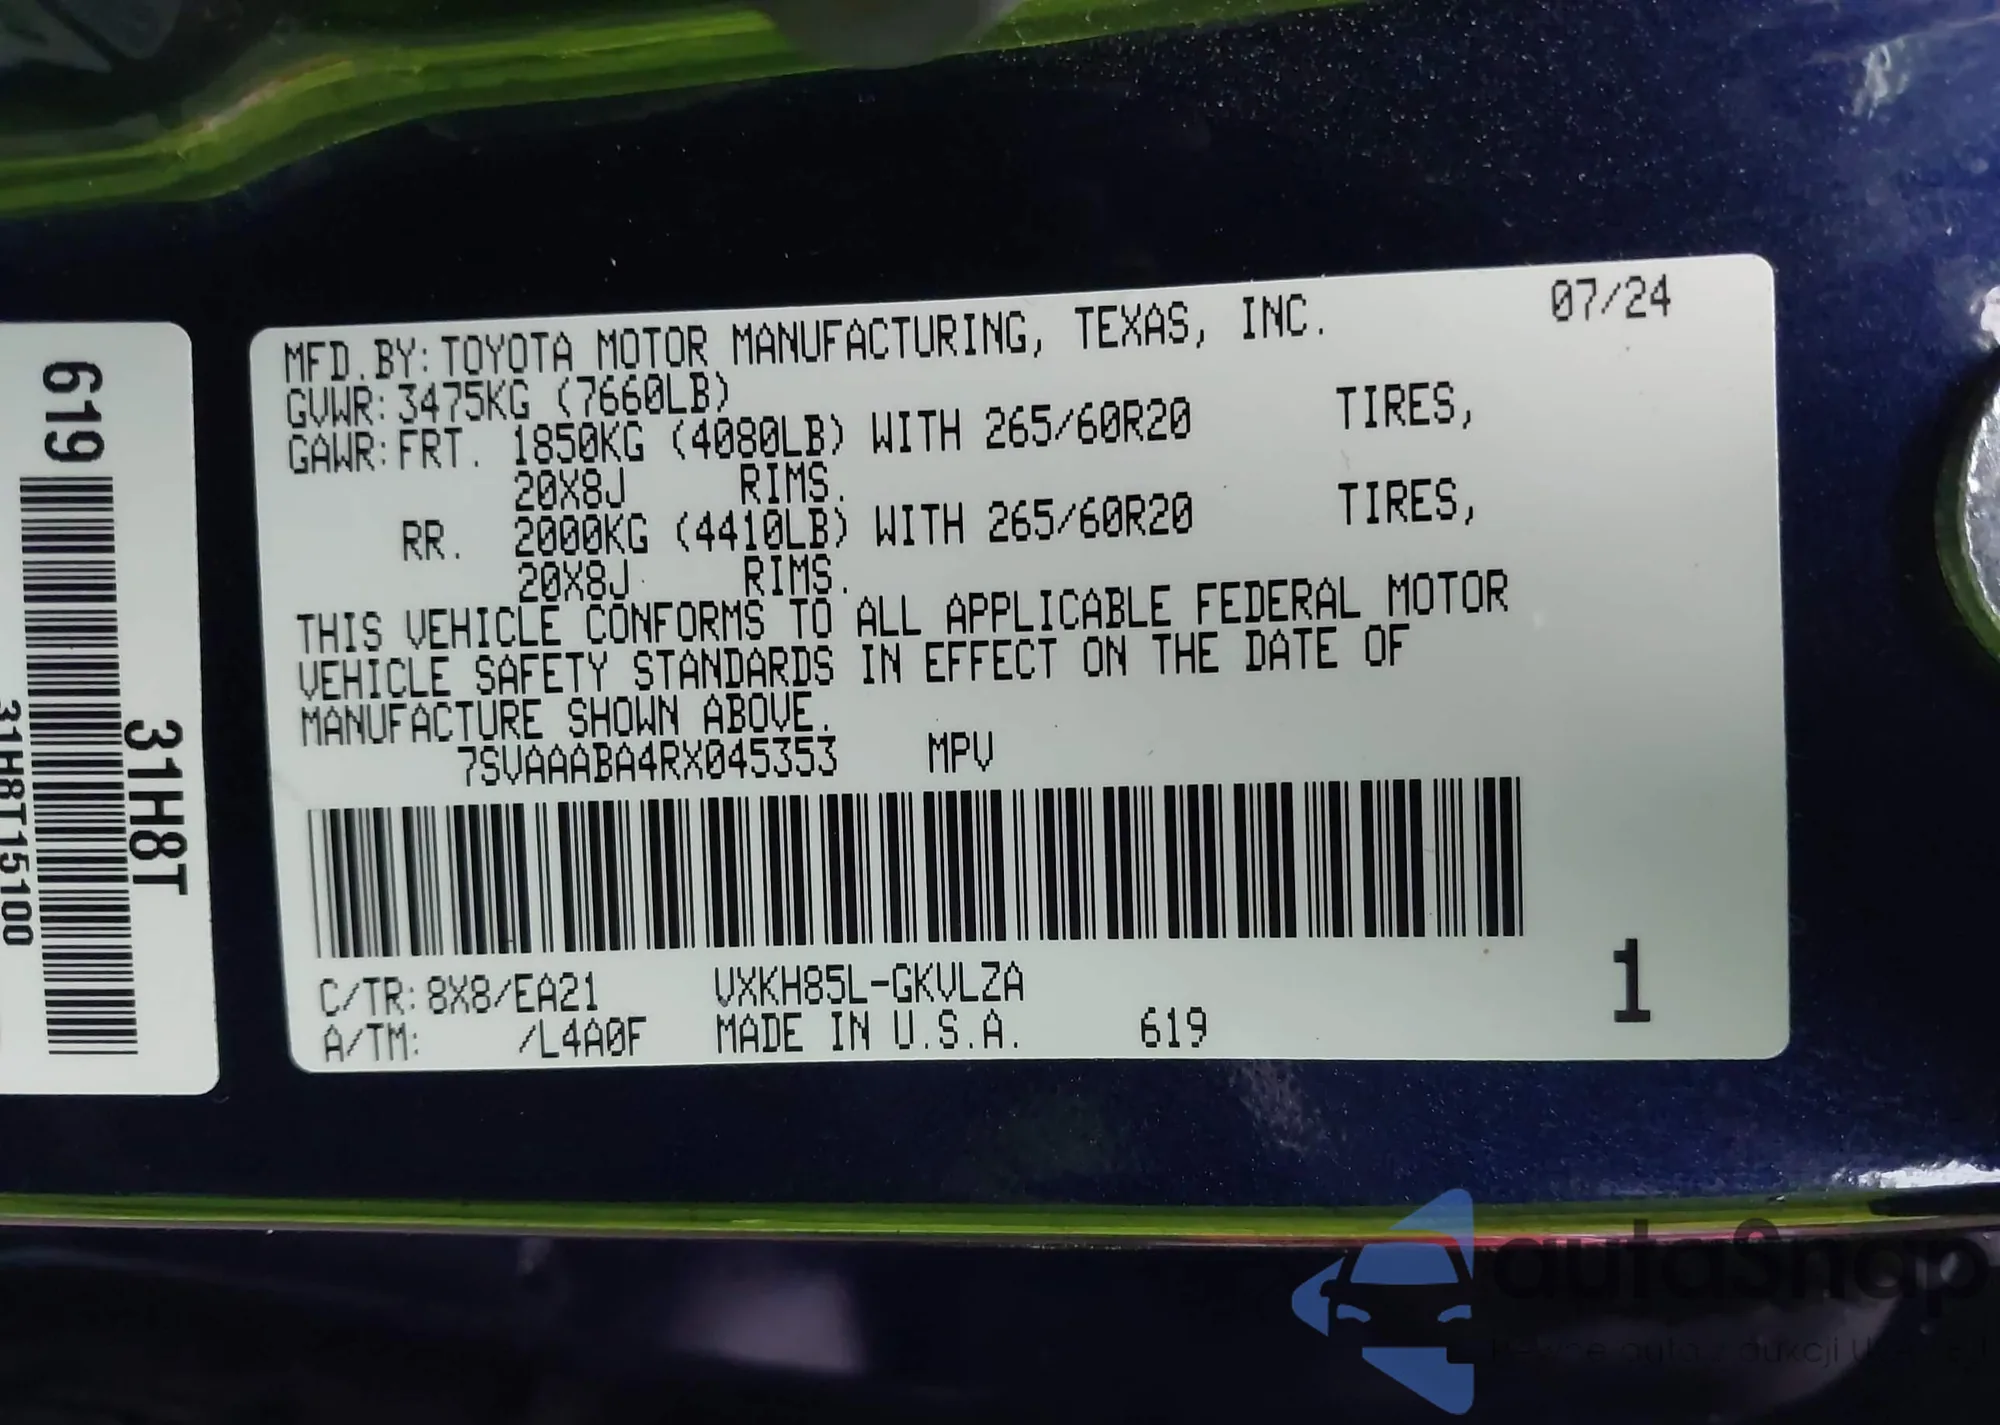 619
31H8T
31H8T15100
MFD.BY:TOYOTA MOTOR MANUFACTURING, TEXAS, INC. 07/24
GVWR:3475KG (7660LB)
GAWR:FRT. 1850KG (4080LB) WITH 265/60R20 TIRES,
20X8J RIMS.
RR. 2000KG (4410LB) WITH 265/60R20 TIRES,
20X8J RIMS.
THIS VEHICLE CONFORMS TO ALL APPLICABLE FEDERAL MOTOR
VEHICLE SAFETY STANDARDS IN EFFECT ON THE DATE OF
MANUFACTURE SHOWN ABOVE.
7SVAAABA4RX045353 MPV
C/TR:8X8/EA21 VXKH85L-GKVLZA
A/TM: /L4A0F MADE IN U.S.A. 619
1
autaSnap
auta z aukcji